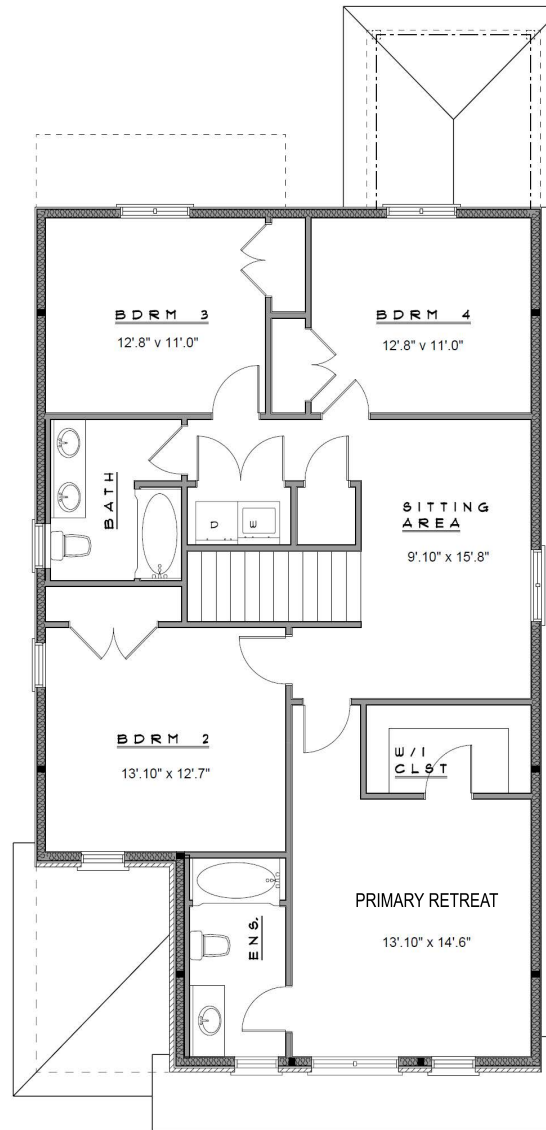 BDRM 3
12'.8" v 11'.0"
BDRM 4
12'.8" v 11'.0"
BATH
D
W
SITTING
AREA
9'.10" x 15'.8"
BDRM 2
13'.10" x 12'.7"
W/I
CLST
ENS.
PRIMARY RETREAT
13'.10" x 14'.6"